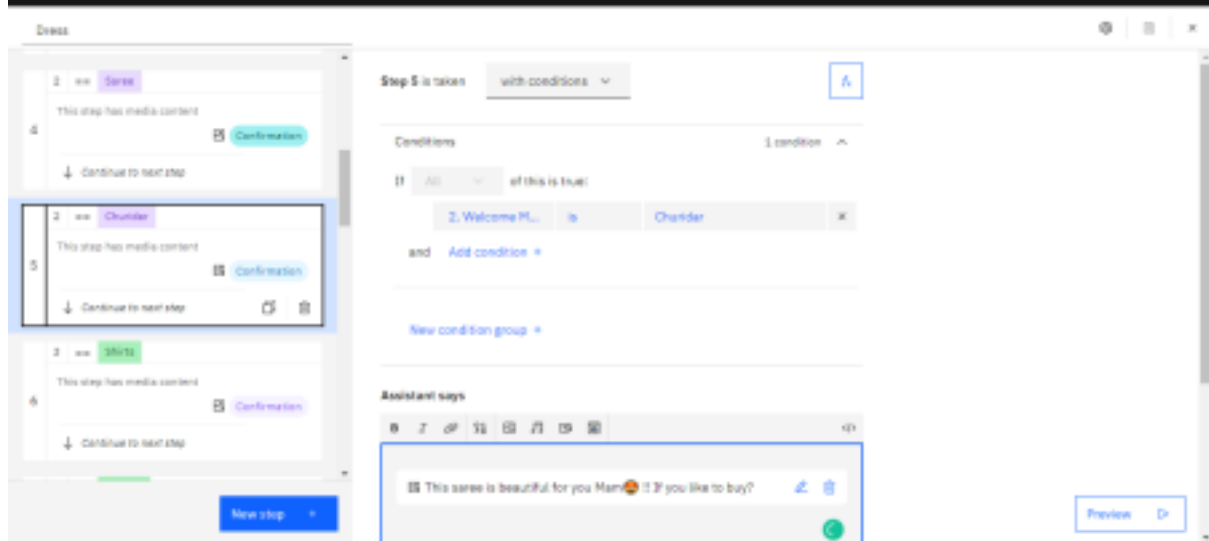 Dress
2 == Saree
This step has media content
4
Confirmation
Continue to next step
2 == Churidar
This step has media content
5
Confirmation
Continue to next step
2 == Shirts
This step has media content
6
Confirmation
Continue to next step
New step +
Step 5 is taken with conditions
fx
Conditions 1 condition
If All of this is true:
2. Welcome M... is Churidar ×
and Add condition +
New condition group +
Assistant says
B I
This saree is beautiful for you Mam😍 !! If you like to buy?
Preview